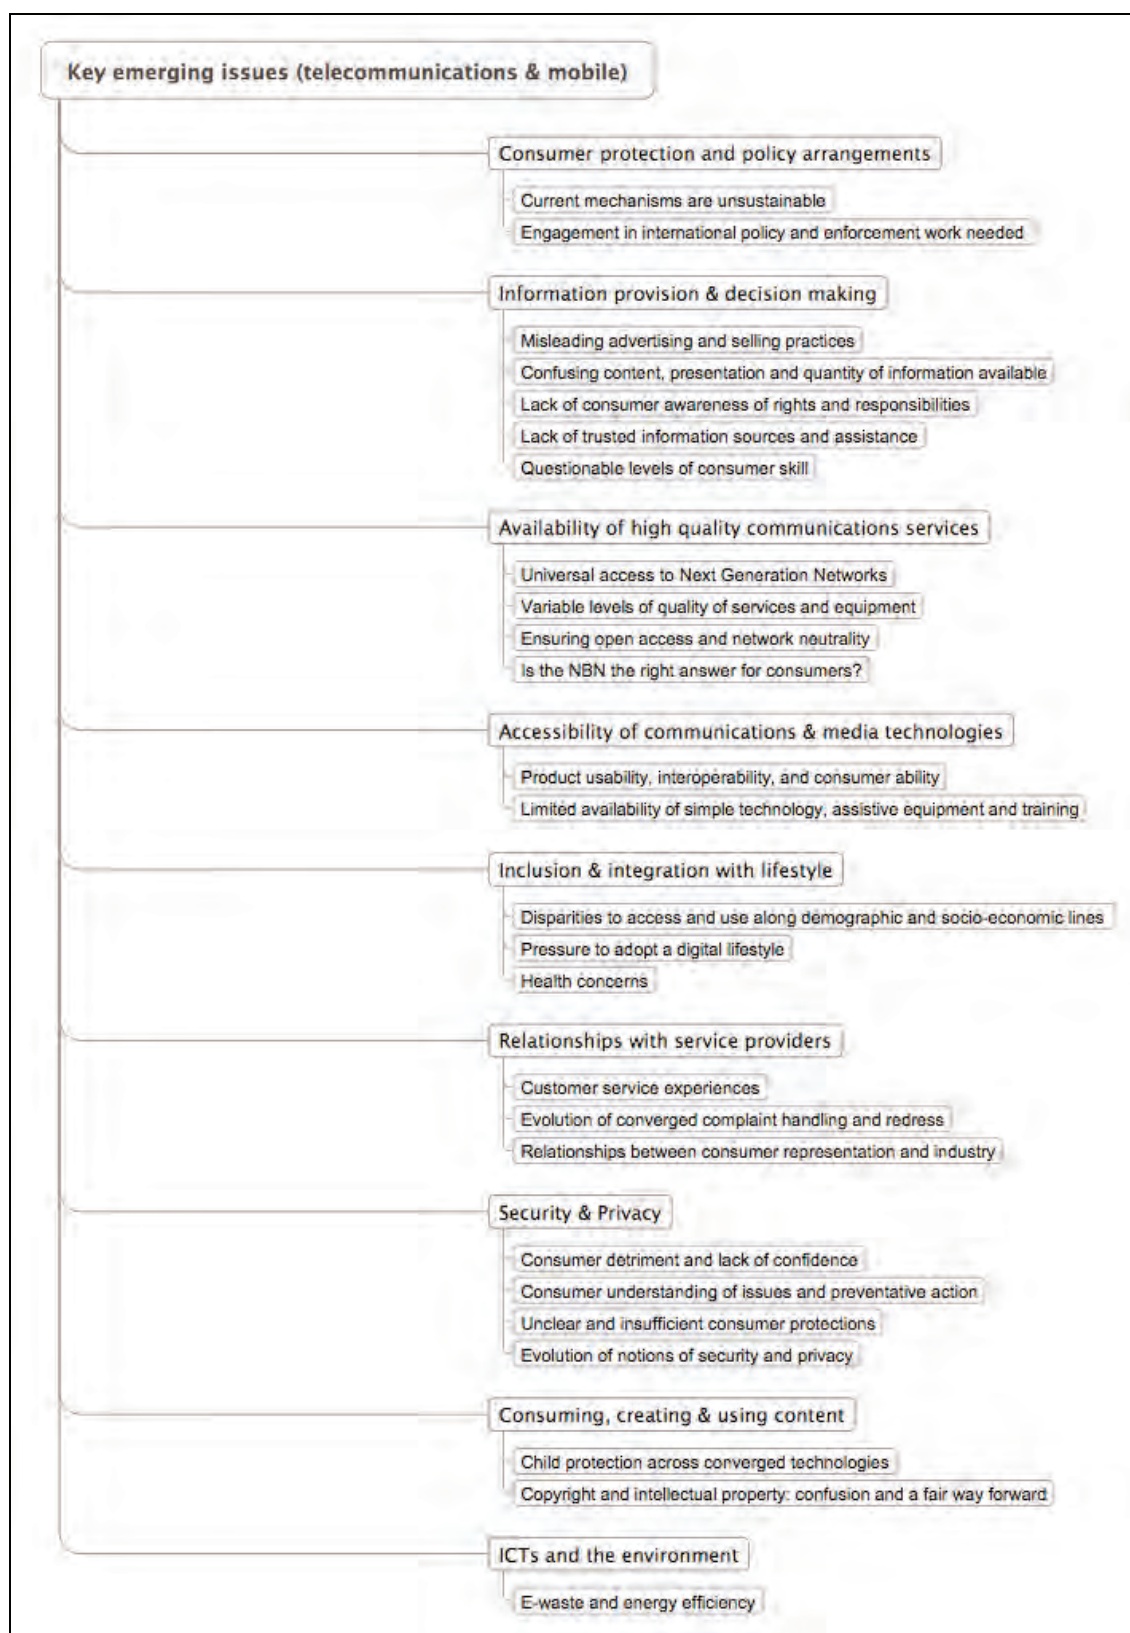 Key emerging issues (telecommunications & mobile)
Consumer protection and policy arrangements
Current mechanisms are unsustainable
Engagement in international policy and enforcement work needed
Information provision & decision making
Misleading advertising and selling practices
Confusing content, presentation and quantity of information available
Lack of consumer awareness of rights and responsibilities
Lack of trusted information sources and assistance
Questionable levels of consumer skill
Availability of high quality communications services
Universal access to Next Generation Networks
Variable levels of quality of services and equipment
Ensuring open access and network neutrality
Is the NBN the right answer for consumers?
Accessibility of communications & media technologies
Product usability, interoperability, and consumer ability
Limited availability of simple technology, assistive equipment and training
Inclusion & integration with lifestyle
Disparities to access and use along demographic and socio-economic lines
Pressure to adopt a digital lifestyle
Health concerns
Relationships with service providers
Customer service experiences
Evolution of converged complaint handling and redress
Relationships between consumer representation and industry
Security & Privacy
Consumer detriment and lack of confidence
Consumer understanding of issues and preventative action
Unclear and insufficient consumer protections
Evolution of notions of security and privacy
Consuming, creating & using content
Child protection across converged technologies
Copyright and intellectual property: confusion and a fair way forward
ICTs and the environment
E-waste and energy efficiency